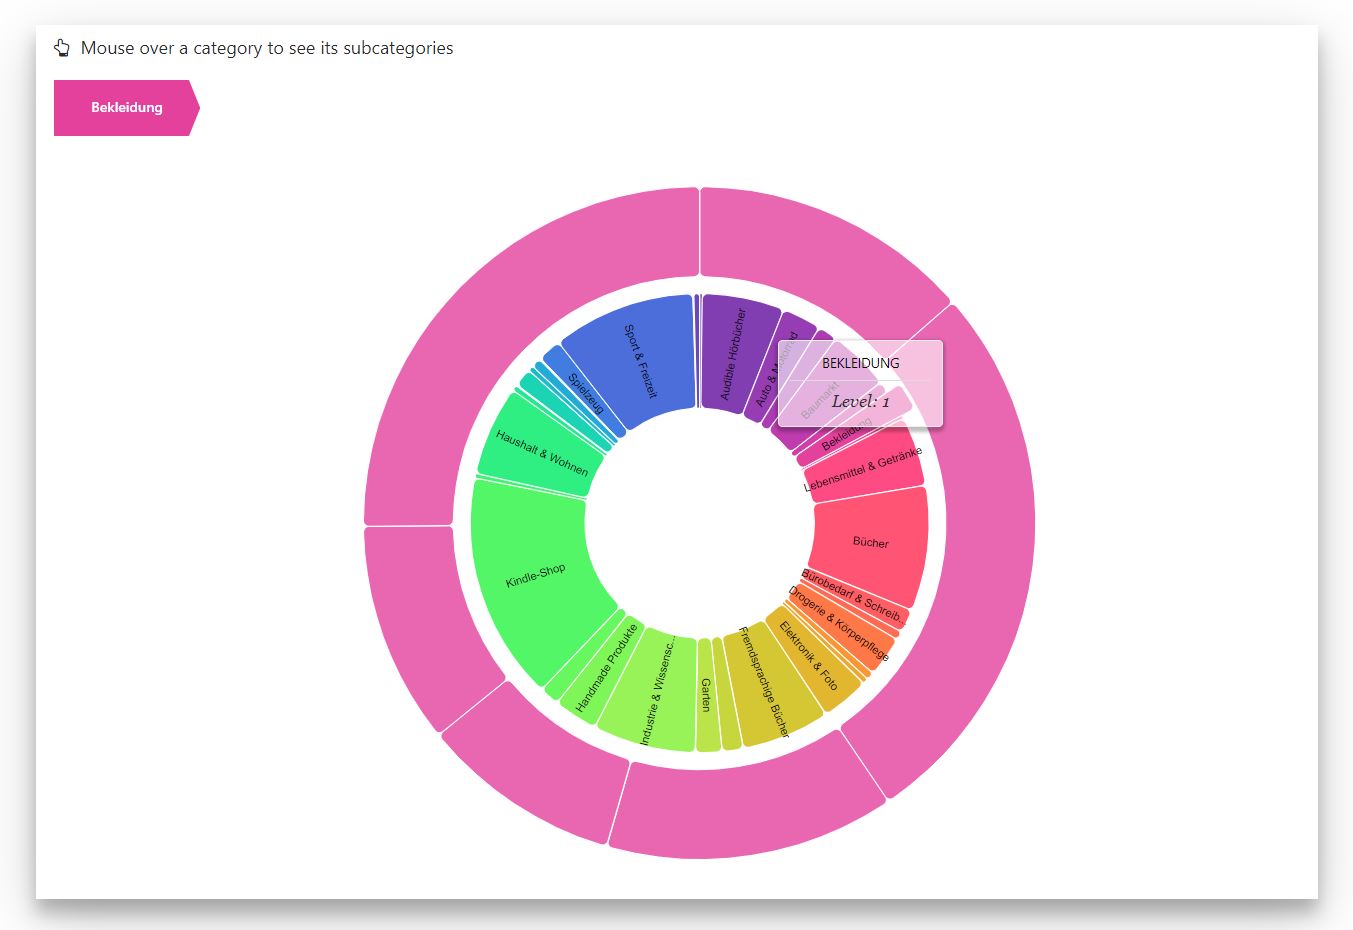 Mouse over a category to see its subcategories
Bekleidung
Audible Hörbücher
Auto & Motorrad
BEKLEIDUNG
Level: 1
Baumarkt
Bekleidung
Lebensmittel & Getränke
Bücher
Bürobedarf & Schreib...
Drogerie & Körperpflege
Elektronik & Foto
Fremdsprachige Bücher
Garten
Industrie & Wissensc...
Handmade Produkte
Kindle-Shop
Haushalt & Wohnen
Spielzeug
Sport & Freizeit